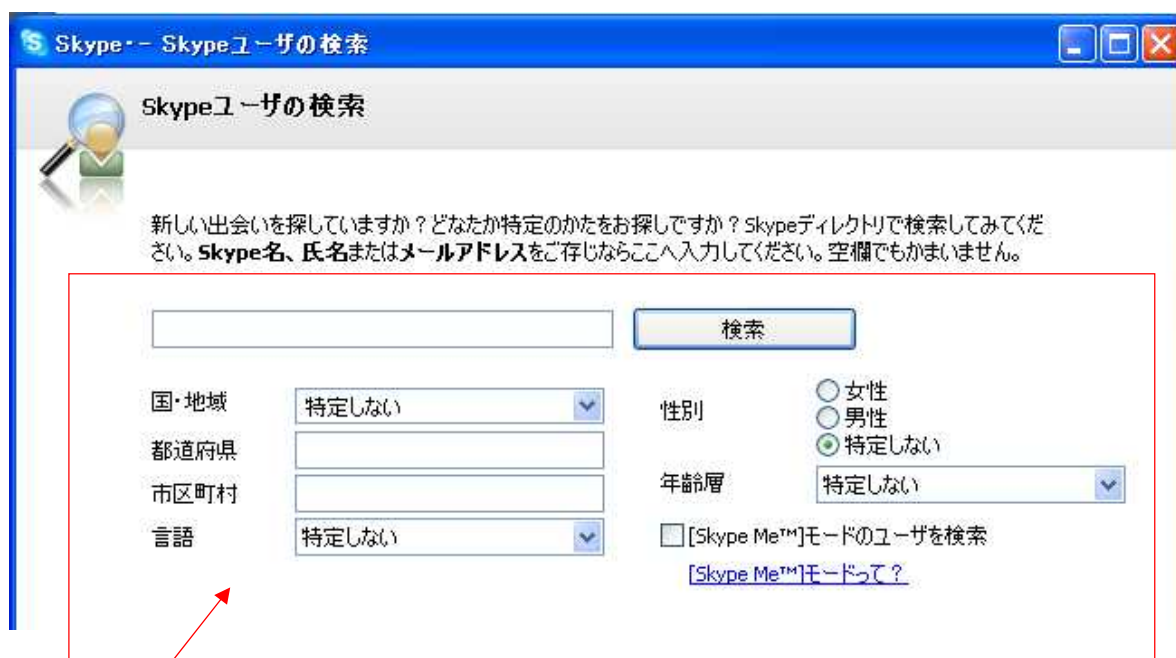 Skype・- Skypeユーザの検索
Skypeユーザの検索
新しい出会いを探していますか？どなたか特定のかたをお探しですか？Skypeディレクトリで検索してみてくだ
さい。Skype名、氏名またはメールアドレスをご存じならここへ入力してください。空欄でもかまいません。
検索
国・地域
特定しない
都道府県
市区町村
言語
特定しない
性別
女性
男性
特定しない
年齢層
特定しない
[Skype Me™]モードのユーザを検索
[Skype Me™]モードって？